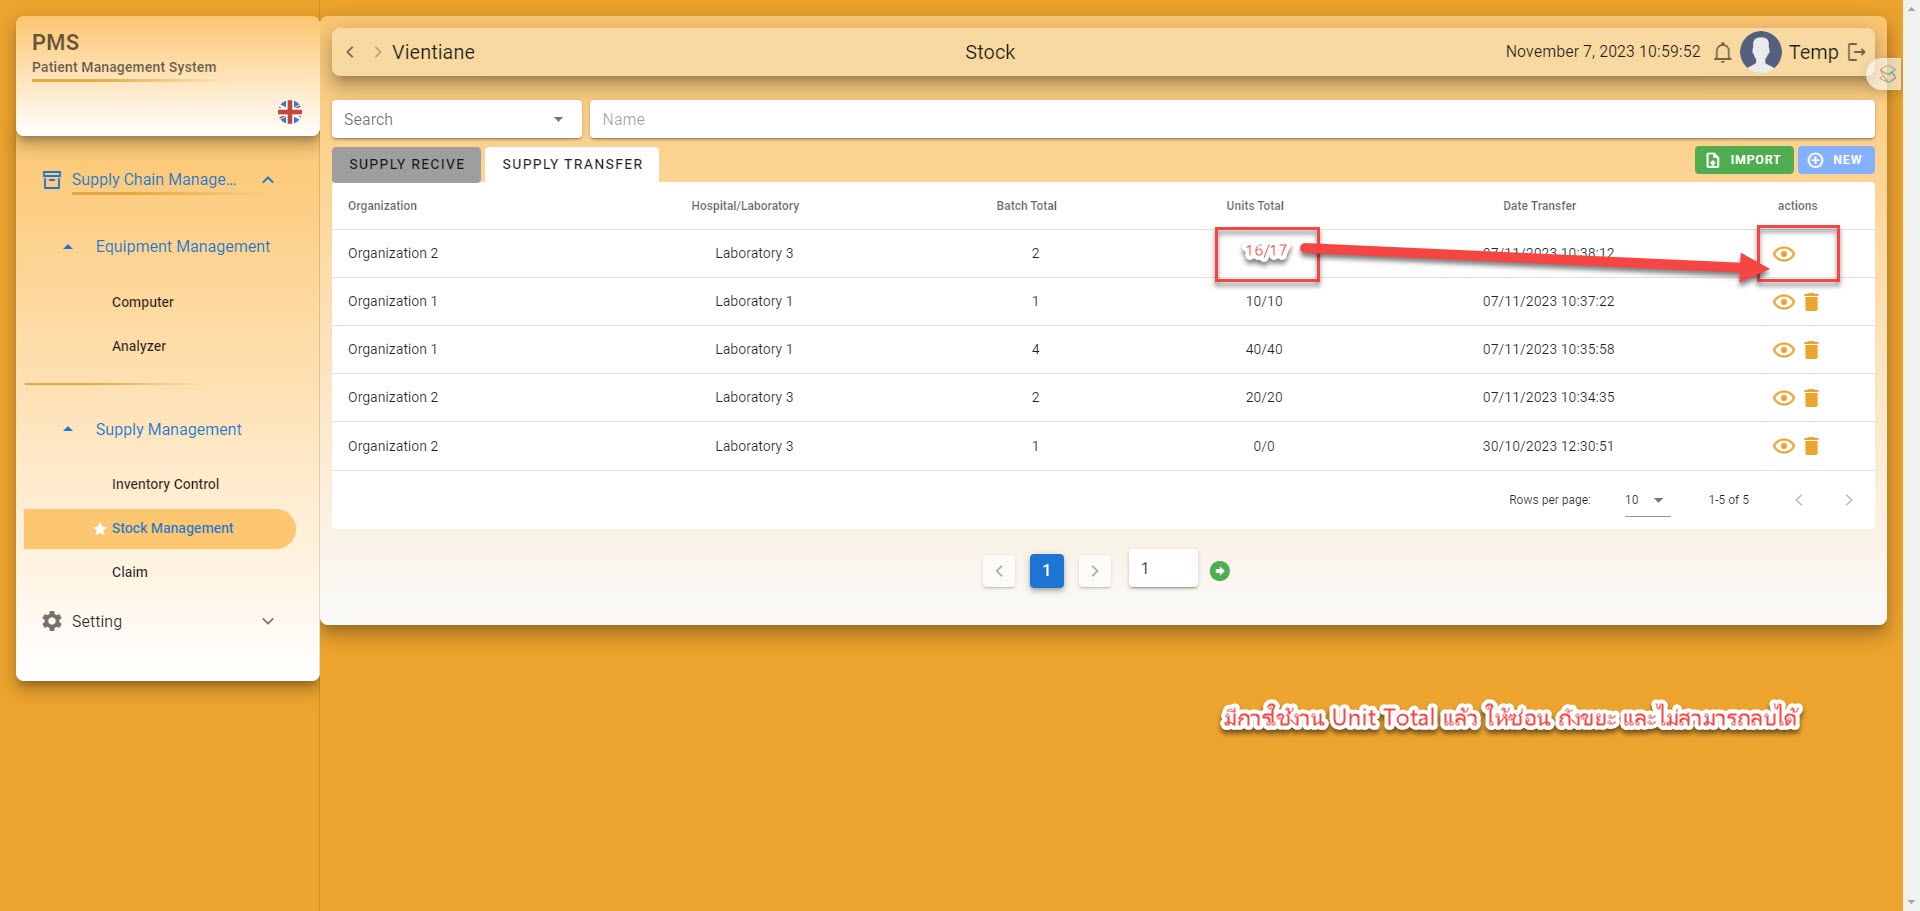 PMS
Patient Management System
Vientiane
Stock
November 7, 2023 10:59:52
Temp
Search
Name
SUPPLY RECIVE
SUPPLY TRANSFER
IMPORT
NEW
Supply Chain Manage...
Equipment Management
Computer
Analyzer
Supply Management
Inventory Control
Stock Management
Claim
Setting
Organization Hospital/Laboratory Batch Total Units Total Date Transfer actions
Organization 2 Laboratory 3 2 16/17 07/11/2023 10:38:12
Organization 1 Laboratory 1 1 10/10 07/11/2023 10:37:22
Organization 1 Laboratory 1 4 40/40 07/11/2023 10:35:58
Organization 2 Laboratory 3 2 20/20 07/11/2023 10:34:35
Organization 2 Laboratory 3 1 0/0 30/10/2023 12:30:51
Rows per page: 10 1-5 of 5
1 1
มีการใช้งาน Unit Total แล้ว ให้ซ่อน ถังขยะ และไม่สามารถลบได้